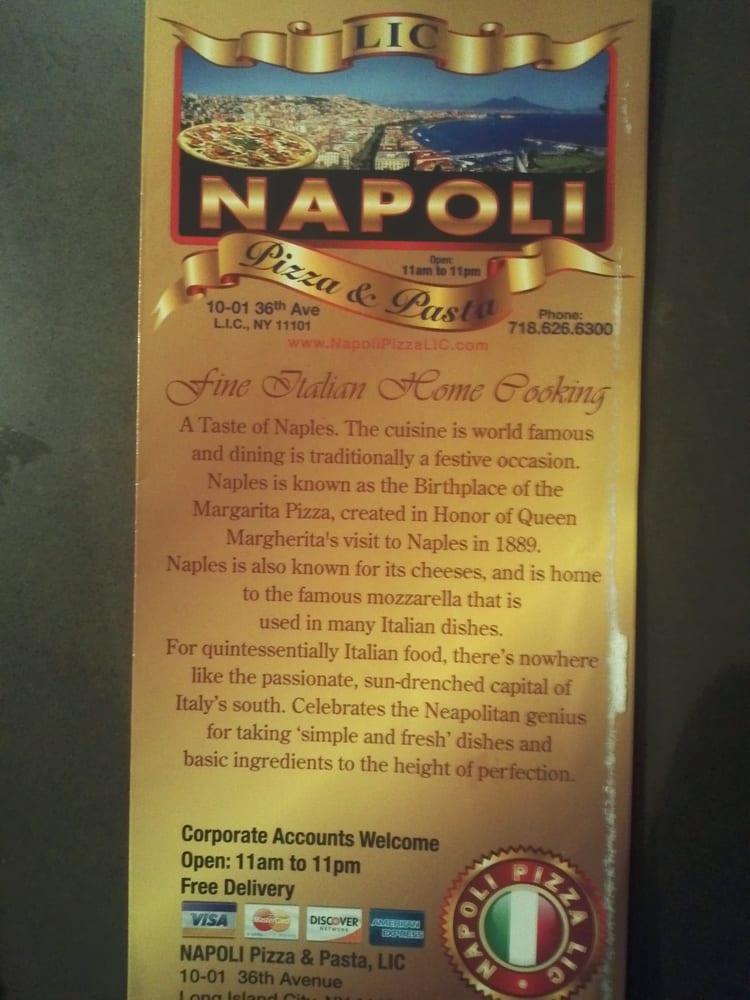 LIC
NAPOLI
Pizza & Pasta
Open:
11am to 11pm
10-01 36th Ave
L.I.C., NY 11101
Phone:
718.626.6300
www.NapoliPizzaLIC.com
Fine Italian Home Cooking
A Taste of Naples. The cuisine is world famous
and dining is traditionally a festive occasion.
Naples is known as the Birthplace of the
Margarita Pizza, created in Honor of Queen
Margherita's visit to Naples in 1889.
Naples is also known for its cheeses, and is home
to the famous mozzarella that is
used in many Italian dishes.
For quintessentially Italian food, there's nowhere
like the passionate, sun-drenched capital of
Italy's south. Celebrates the Neapolitan genius
for taking 'simple and fresh' dishes and
basic ingredients to the height of perfection.
Corporate Accounts Welcome
Open: 11am to 11pm
Free Delivery
VISA
MasterCard
DISCOVER
NETWORK
AMERICAN
EXPRESS
NAPOLI PIZZA LIC
NAPOLI Pizza & Pasta, LIC
10-01 36th Avenue
Long Island City, NY